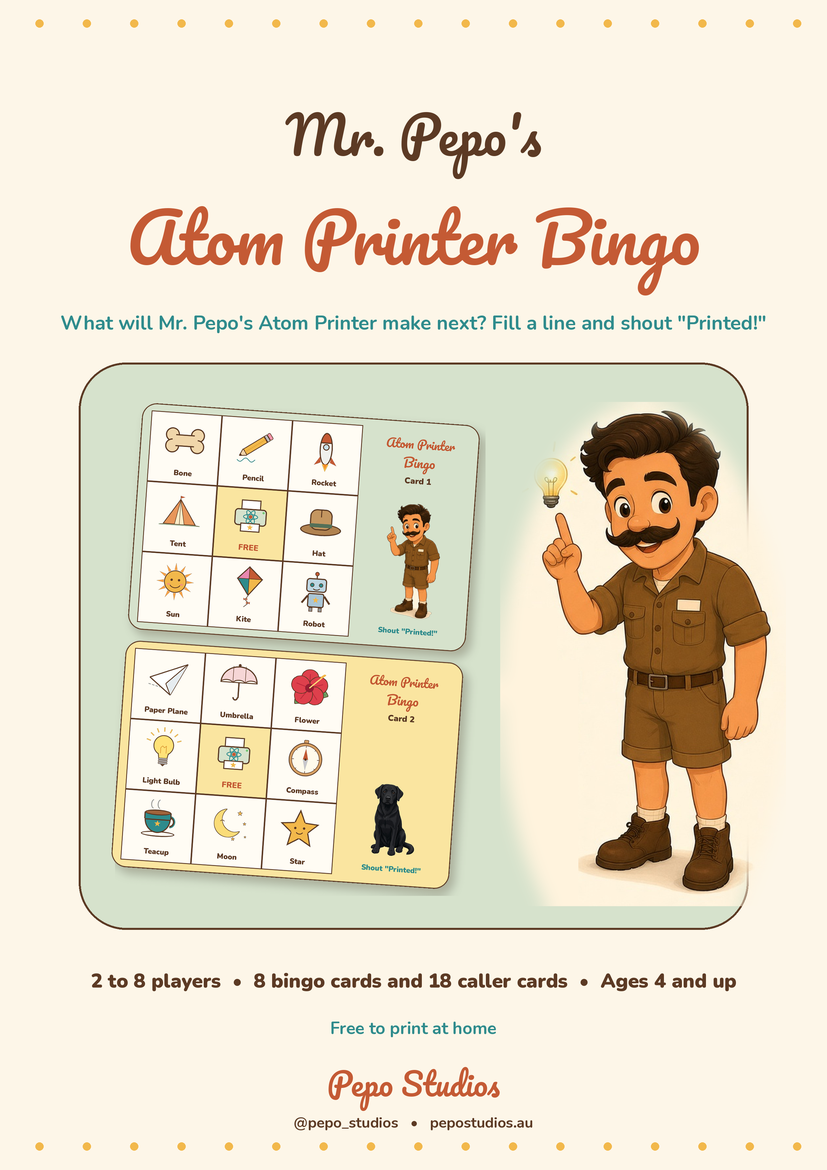 Mr. Pepo's
Atom Printer Bingo
What will Mr. Pepo's Atom Printer make next? Fill a line and shout "Printed!"
Bone
Pencil
Rocket
Tent
FREE
Hat
Sun
Kite
Robot
Atom Printer
Bingo
Card 1
Shout "Printed!"
Paper Plane
Umbrella
Flower
Light Bulb
FREE
Compass
Teacup
Moon
Star
Atom Printer
Bingo
Card 2
Shout "Printed!"
2 to 8 players • 8 bingo cards and 18 caller cards • Ages 4 and up
Free to print at home
Pepo Studios
@pepo_studios • pepostudios.au